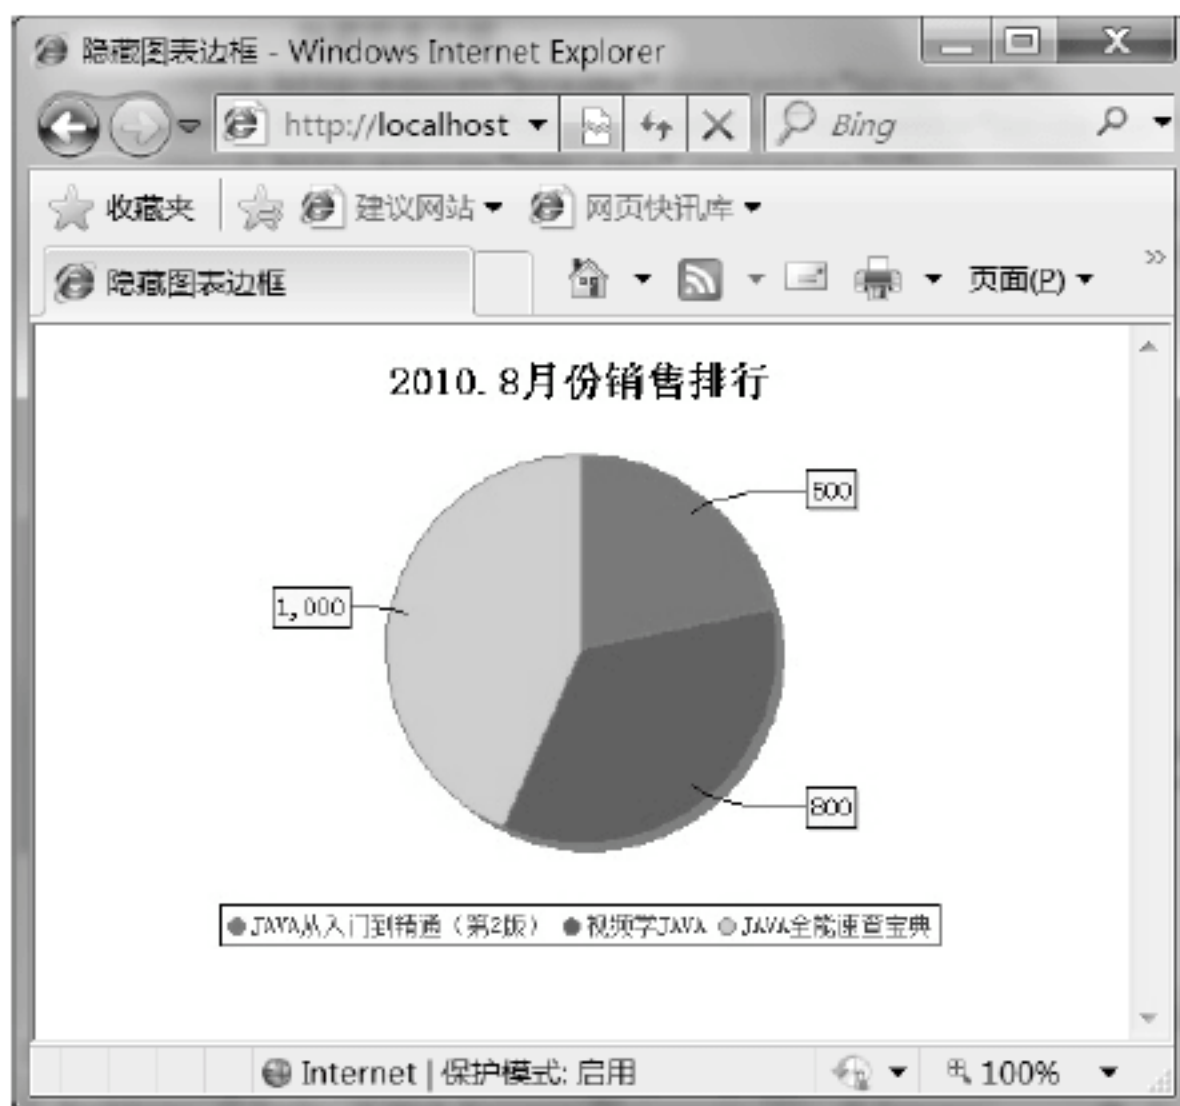 隐藏图表边框 - Windows Internet Explorer
http://localhost Bing
收藏夹 建议网站 网页快讯库
隐藏图表边框 页面(P) »
2010.8月份销售排行
500
1,000
800
JAVA从入门到精通（第2版） 视频学JAVA JAVA全能速查宝典
Internet | 保护模式: 启用 100%